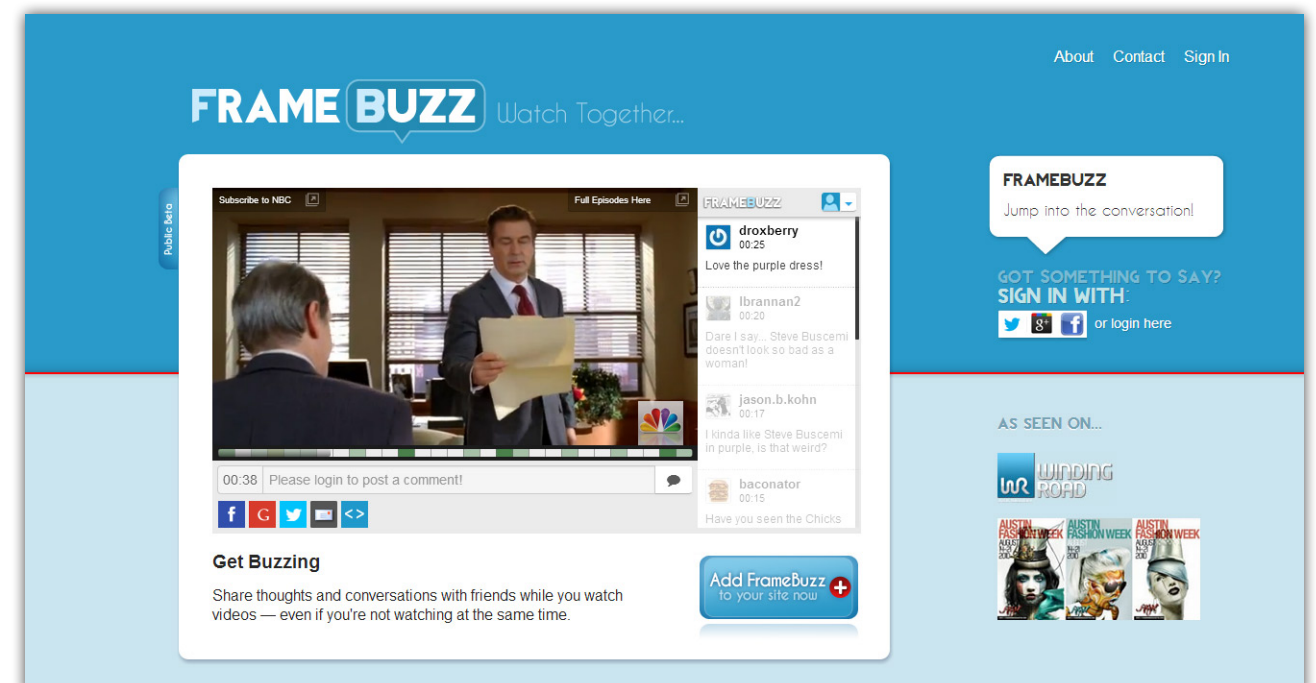 About Contact Sign In
FRAME BUZZ Watch Together...
Public Beta
Subscribe to NBC
Full Episodes Here
FRAMEBUZZ
droxberry
00:25
Love the purple dress!
lbrannan2
00:20
Dare I say... Steve Buscemi
doesn't look so bad as a
woman!
jason.b.kohn
00:17
I kinda like Steve Buscemi
in purple, is that weird?
baconator
00:15
Have you seen the Chicks
00:38 Please login to post a comment!
f G <>
Get Buzzing
Share thoughts and conversations with friends while you watch
videos — even if you're not watching at the same time.
Add FrameBuzz
to your site now
FRAMEBUZZ
Jump into the conversation!
GOT SOMETHING TO SAY?
SIGN IN WITH:
g+ f or login here
AS SEEN ON...
WR WINDING
ROAD
AUSTIN AUSTIN AUSTIN
FASHION WEEK FASHION WEEK FASHION WEEK
AUGUST